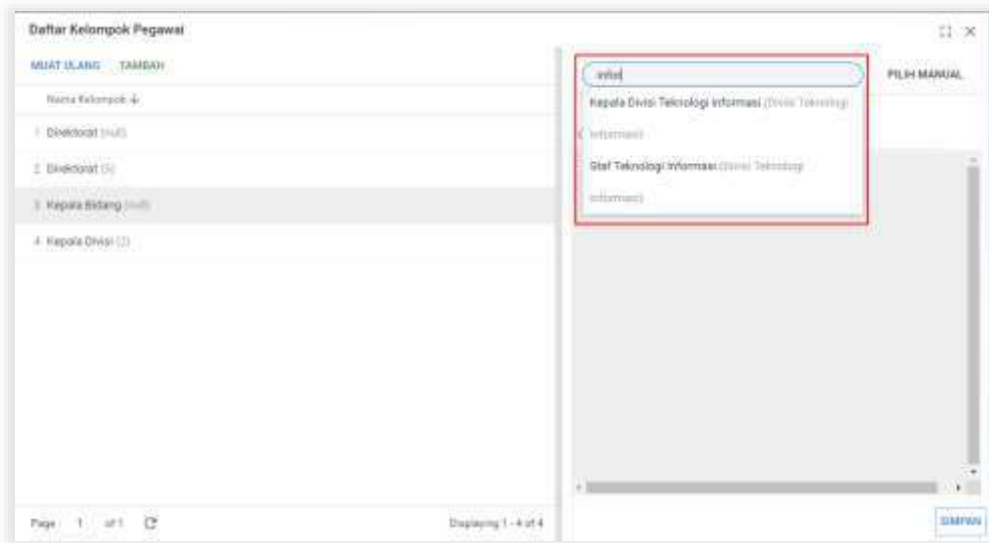 Daftar Kelompok Pegawai
MUAT ULANG TAMBAH
Nama Kelompok
1 Direktorat (null)
2 Direktorat (5)
3 Kepala Bidang (null)
4 Kepala Divisi (2)
Page 1 of 1
Displaying 1 - 4 of 4
PILIH MANUAL
Kepala Divisi Teknologi Informasi (Divisi Teknologi
Informasi)
Staf Teknologi Informasi (Divisi Teknologi
Informasi)
SIMPAN